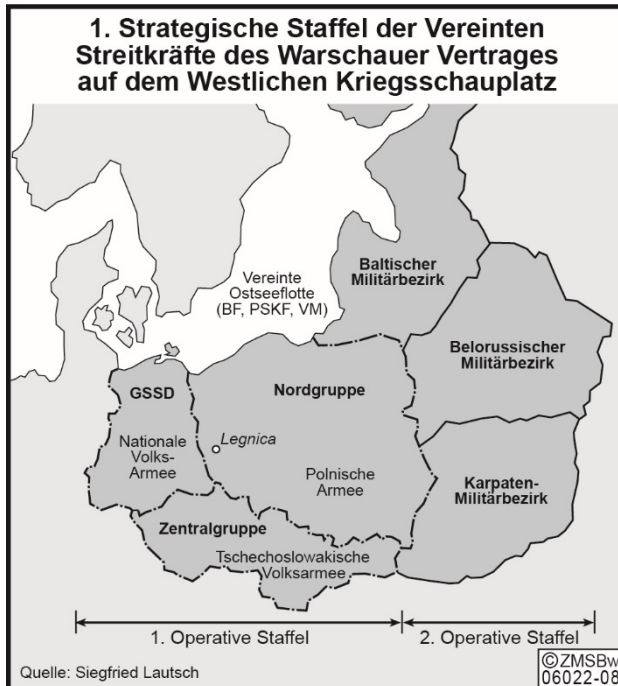 1. Strategische Staffel der Vereinten
Streitkräfte des Warschauer Vertrages
auf dem Westlichen Kriegsschauplatz
Baltischer
Militärbezirk
Vereinte
Ostseeflotte
(BF, PSKF, VM)
Belorussischer
Militärbezirk
GSSD
Nordgruppe
Nationale
Volks-
Armee
Legnica
Polnische
Armee
Karpaten-
Militärbezirk
Zentralgruppe
Tschechoslowakische
Volksarmee
1. Operative Staffel
2. Operative Staffel
Quelle: Siegfried Lautsch
©ZMSBw
06022-08